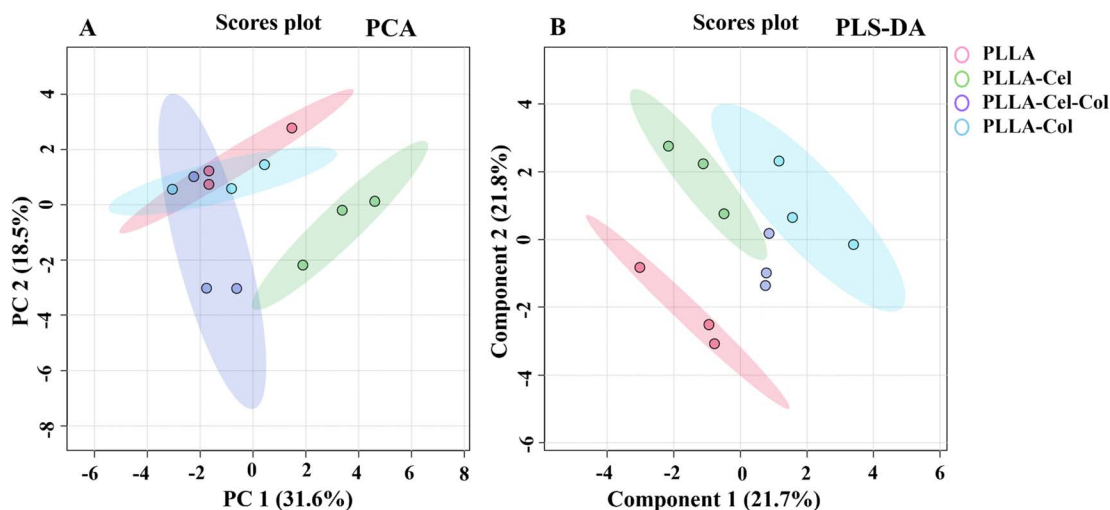 A Scores plot PCA
PC 2 (18.5%)
4
2
0
-2
-4
-6
-8
-6 -4 -2 0 2 4 6 8
PC 1 (31.6%)
B Scores plot PLS-DA
Component 2 (21.8%)
4
2
0
-2
-4
-6
-4 -2 0 2 4 6
Component 1 (21.7%)
PLLA
PLLA-Cel
PLLA-Cel-Col
PLLA-Col